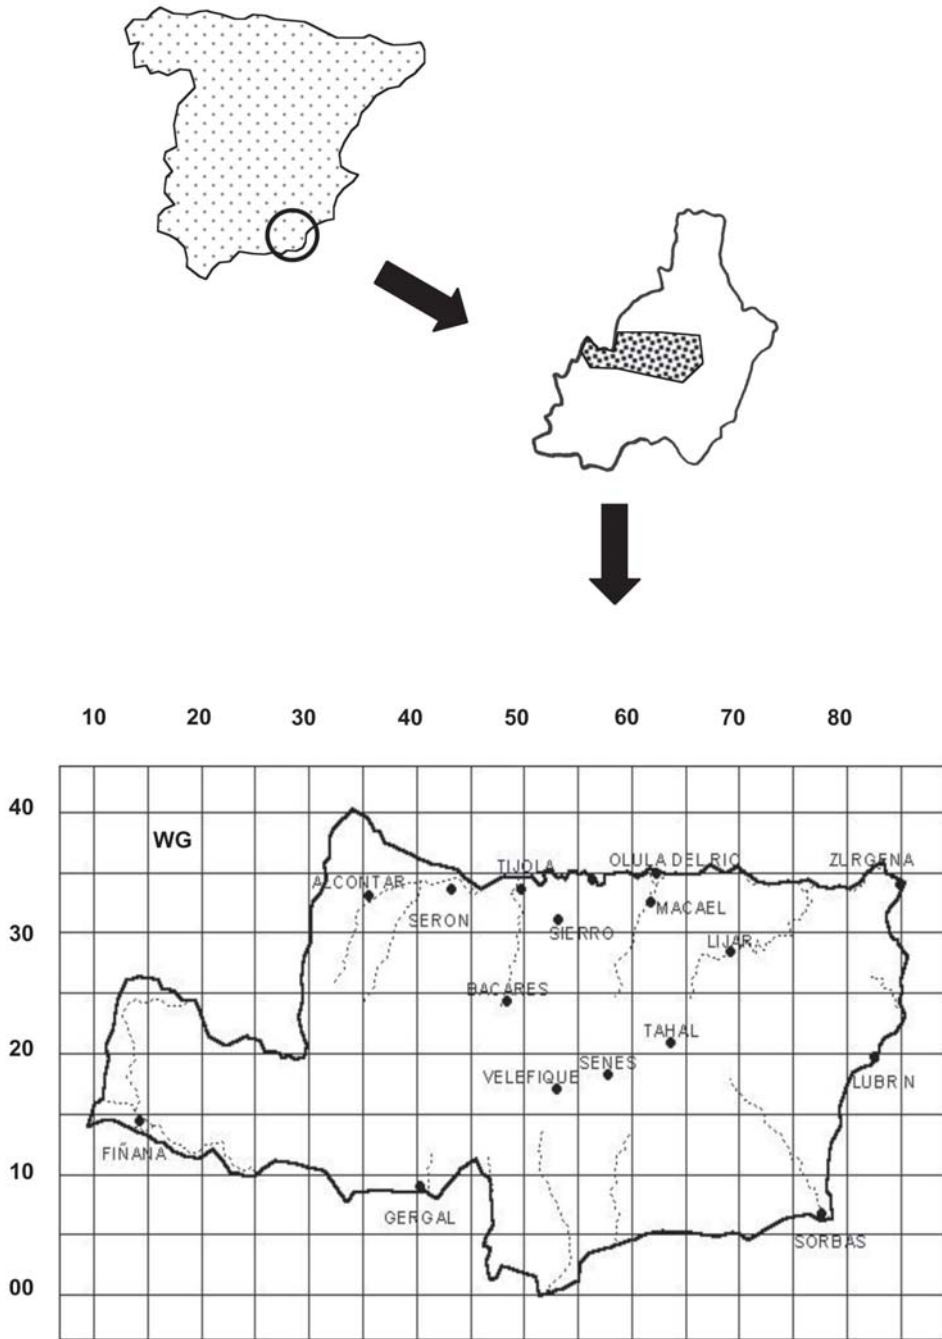 10 20 30 40 50 60 70 80
40
WG
TIJOLA
OLULA DEL RIO
ZURGENA
ALCONTAR
SERON
MACAEL
SIERRO
30
LIJAR
BACARES
TAHAL
20
SENES
VELEFIQUE
LUBRIN
FIÑANA
10
GERGAL
SORBAS
00